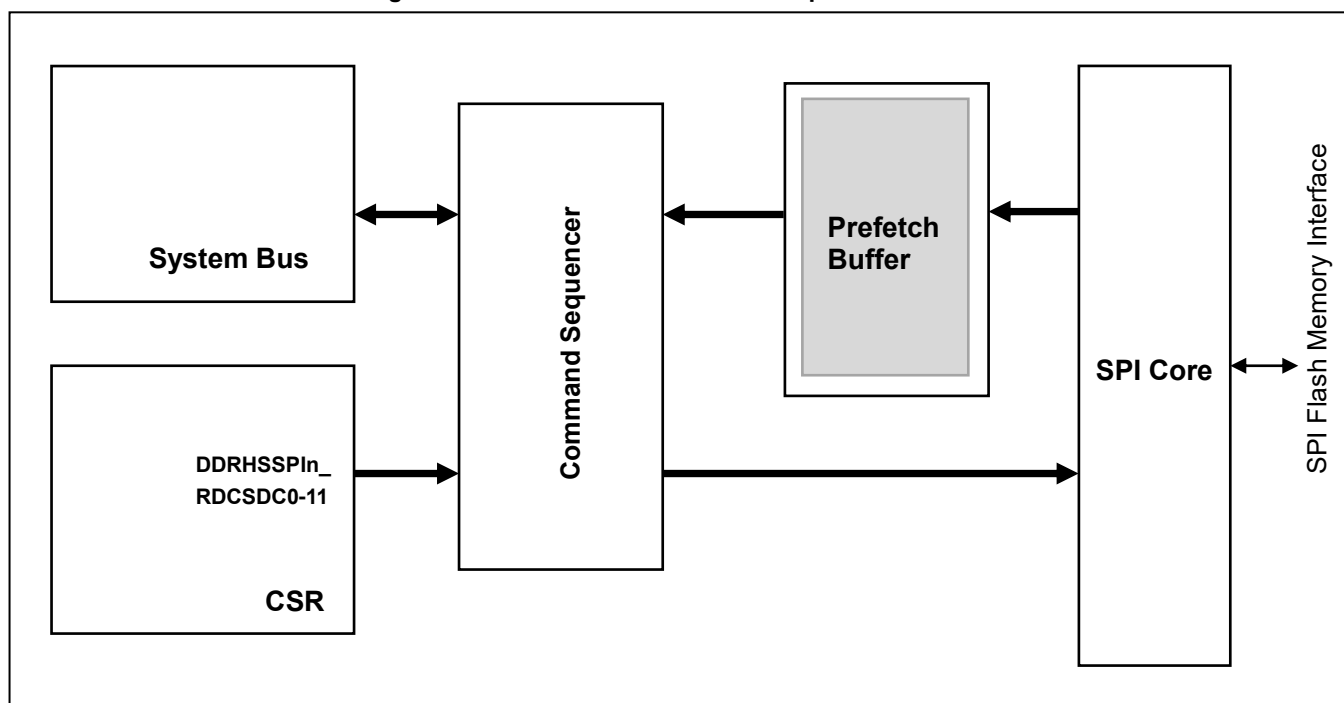 System Bus
DDRHSSPIn_
RDCSDC0-11
CSR
Command Sequencer
Prefetch
Buffer
SPI Core
SPI Flash Memory Interface